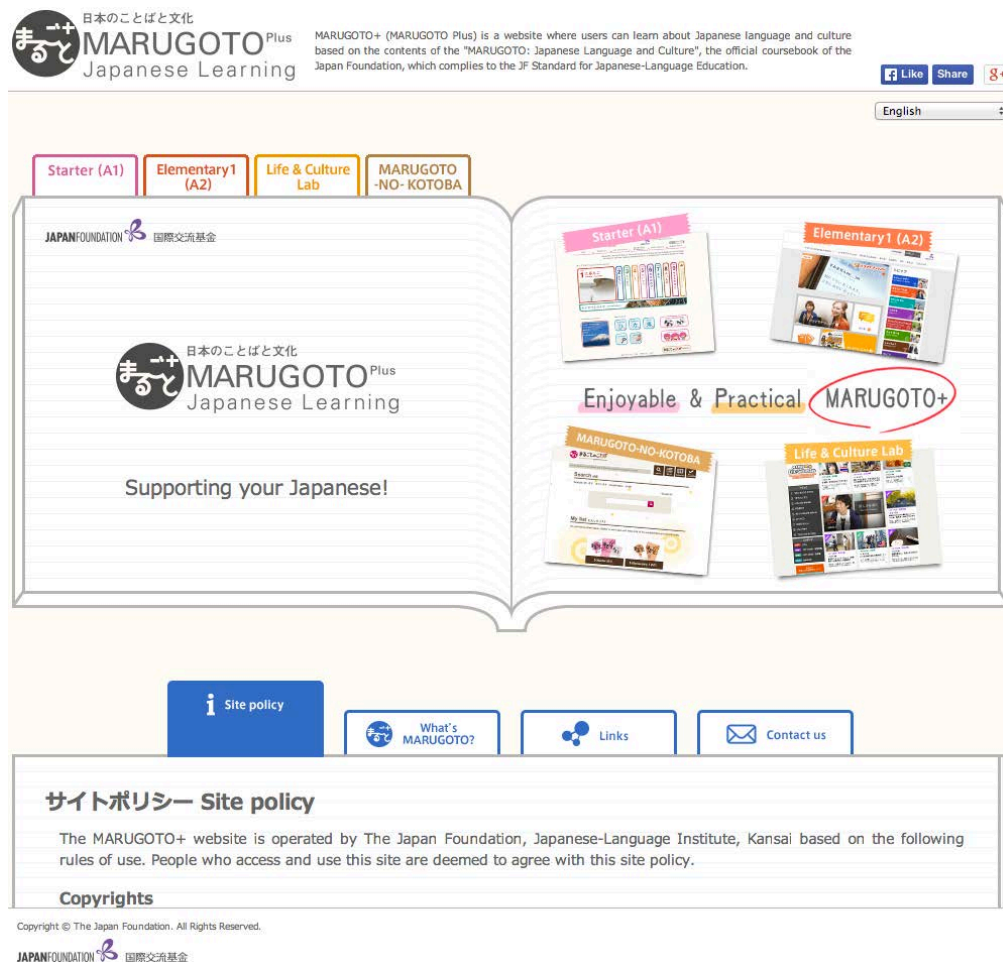 日本のことばと文化
まるごと+
MARUGOTO Plus
Japanese Learning
MARUGOTO+ (MARUGOTO Plus) is a website where users can learn about Japanese language and culture
based on the contents of the "MARUGOTO: Japanese Language and Culture", the official coursebook of the
Japan Foundation, which complies to the JF Standard for Japanese-Language Education.
Like Share g+
English
Starter (A1)
Elementary1
(A2)
Life & Culture
Lab
MARUGOTO
-NO- KOTOBA
JAPANFOUNDATION 国際交流基金
日本のことばと文化
まるごと+
MARUGOTO Plus
Japanese Learning
Supporting your Japanese!
Starter (A1)
Elementary1 (A2)
Enjoyable & Practical MARUGOTO+
MARUGOTO-NO-KOTOBA
Search
My list
Life & Culture Lab
Site policy
まるごと
What's
MARUGOTO?
Links
Contact us
サイトポリシー Site policy
The MARUGOTO+ website is operated by The Japan Foundation, Japanese-Language Institute, Kansai based on the following
rules of use. People who access and use this site are deemed to agree with this site policy.
Copyrights
Copyright © The Japan Foundation. All Rights Reserved.
JAPANFOUNDATION 国際交流基金